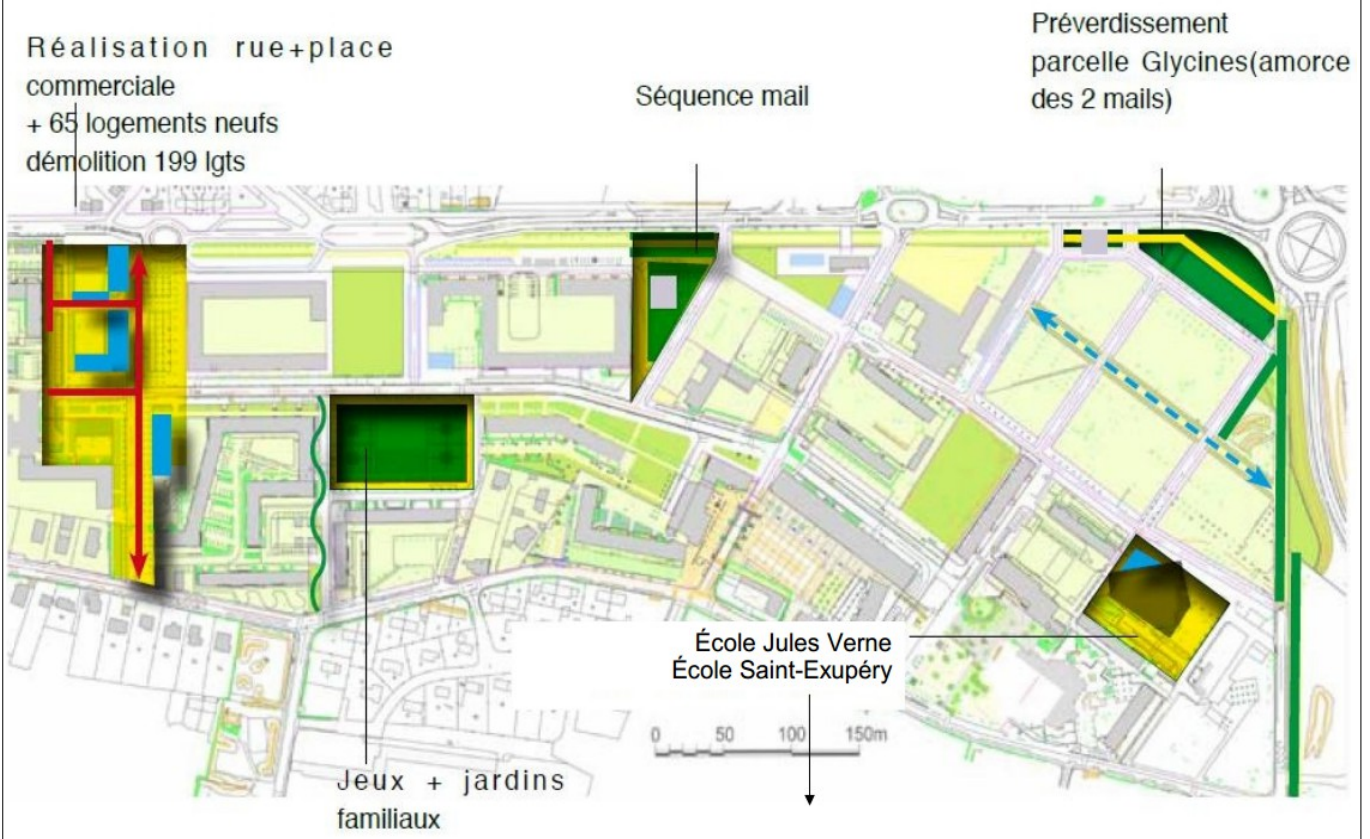 Réalisation rue+place
commerciale
+ 65 logements neufs
démolition 199 lgts
Séquence mail
Préverdissement
parcelle Glycines(amorce
des 2 mails)
École Jules Verne
École Saint-Exupéry
0 50 100 150m
Jeux + jardins
familiaux